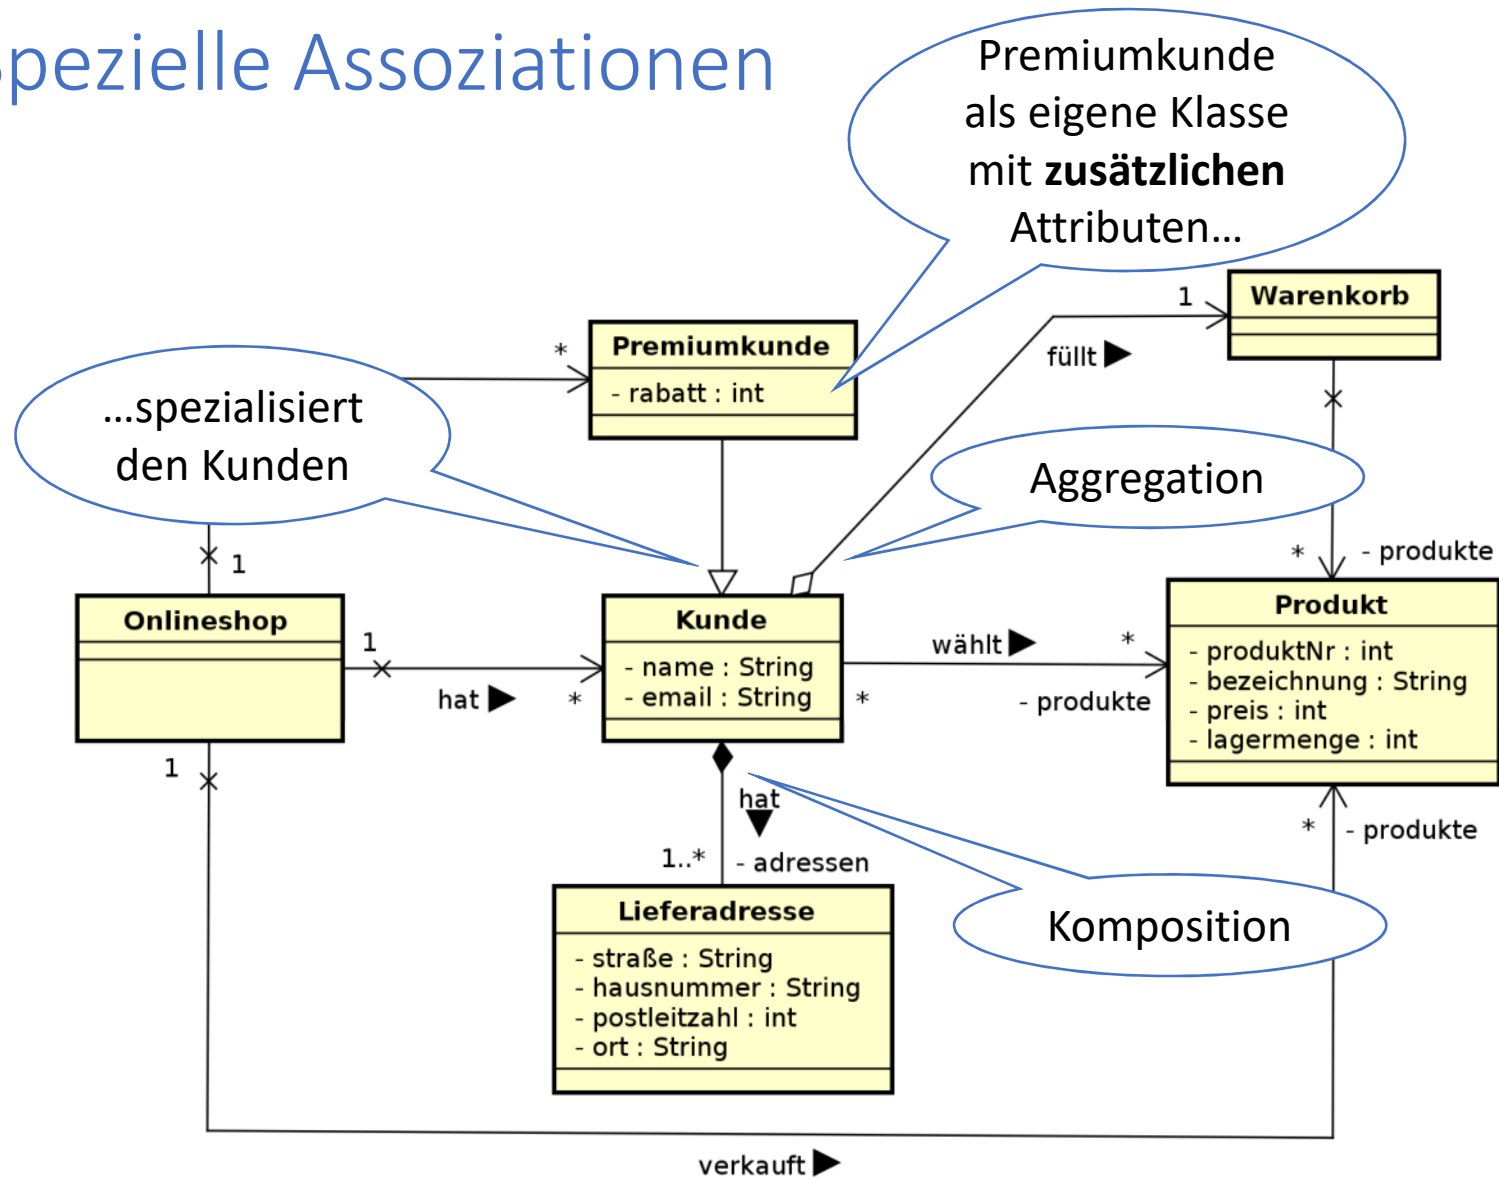 pezielle Assoziationen
Premiumkunde
als eigene Klasse
mit zusätzlichen
Attributen…
Warenkorb
1
füllt
*
Premiumkunde
- rabatt : int
…spezialisiert
den Kunden
Aggregation
1
* - produkte
Onlineshop
1
hat
*
Kunde
- name : String
- email : String
wählt
*
*
- produkte
Produkt
- produktNr : int
- bezeichnung : String
- preis : int
- lagermenge : int
1
hat
1..* - adressen
* - produkte
Lieferadresse
- straße : String
- hausnummer : String
- postleitzahl : int
- ort : String
Komposition
verkauft